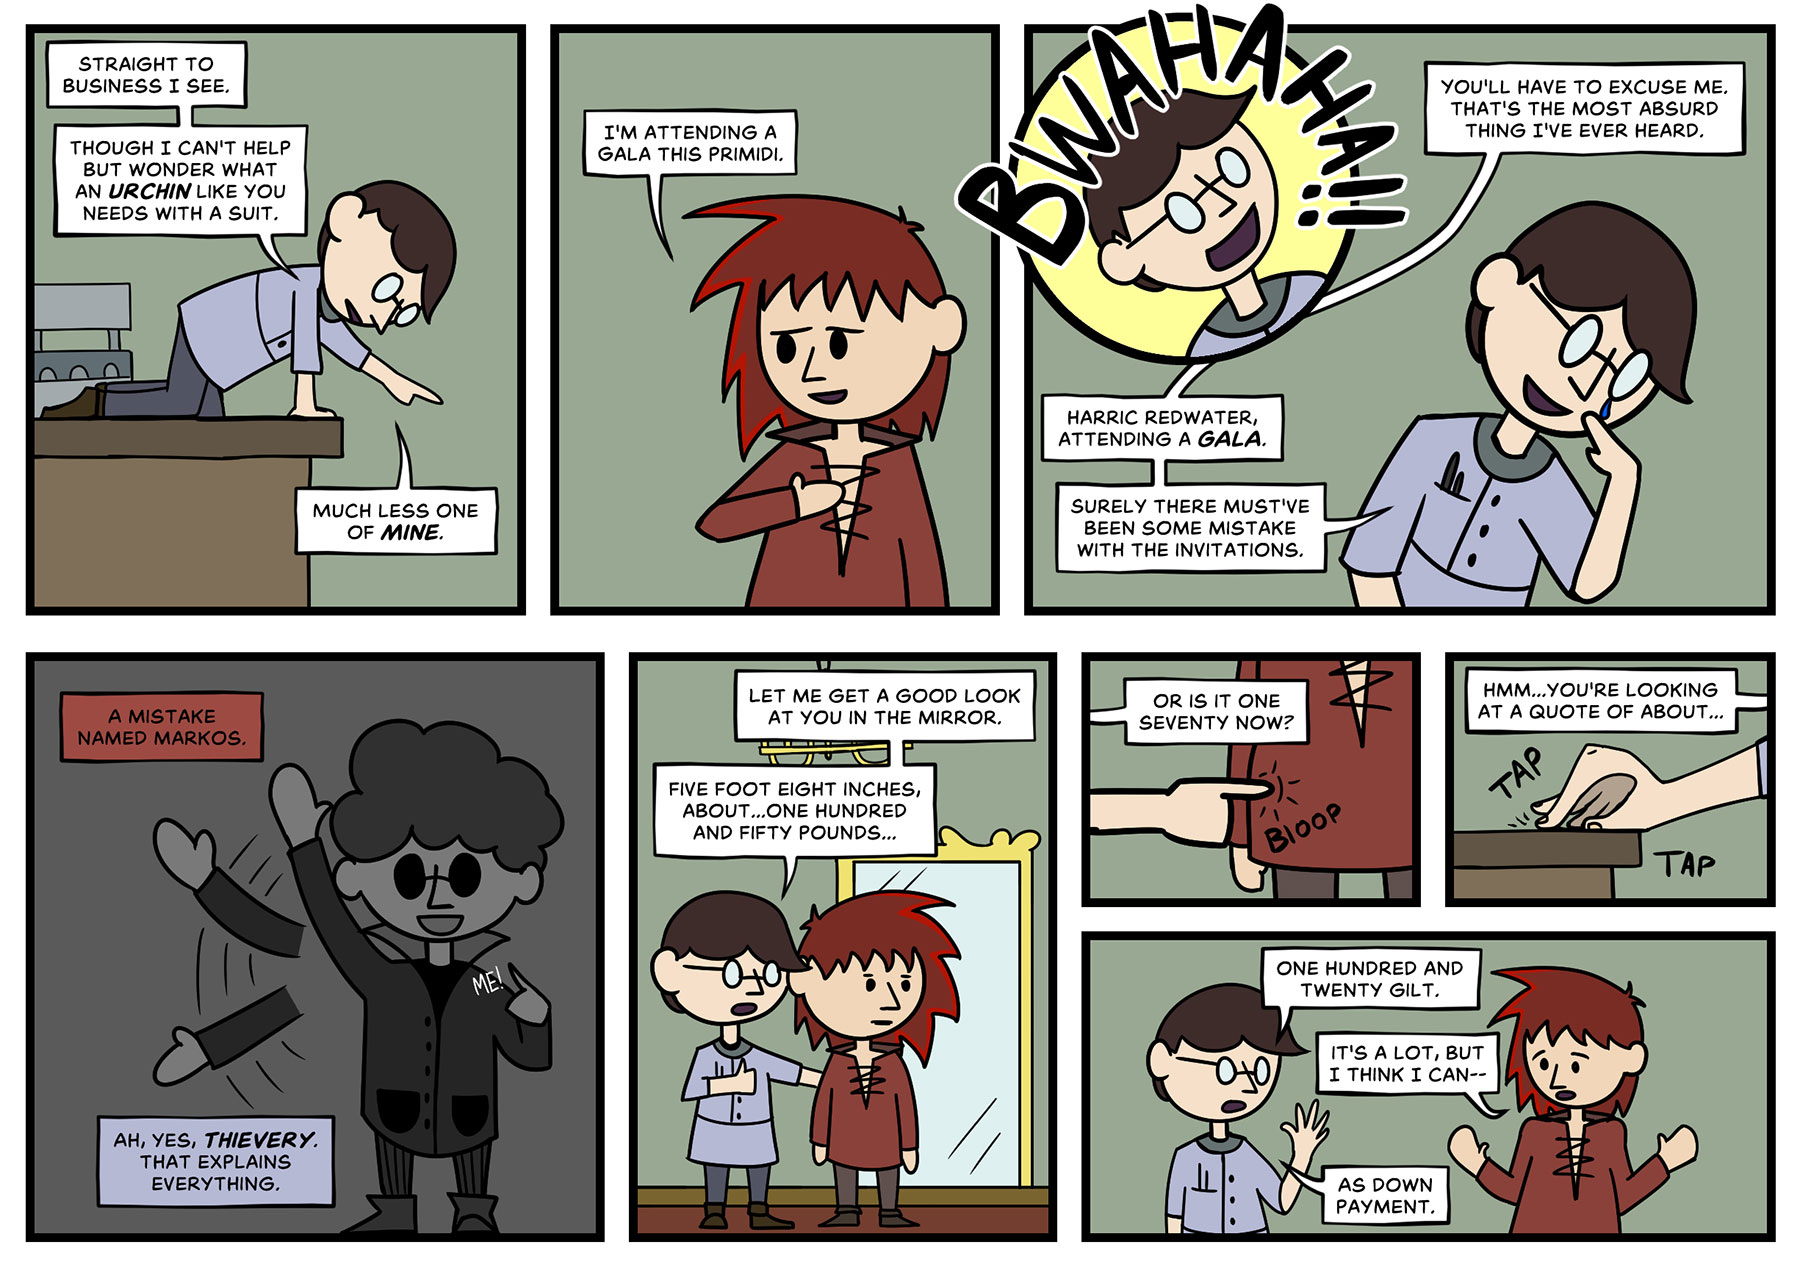 STRAIGHT TO
BUSINESS I SEE.
THOUGH I CAN'T HELP
BUT WONDER WHAT
AN URCHIN LIKE YOU
NEEDS WITH A SUIT.
MUCH LESS ONE
OF MINE.
I'M ATTENDING A
GALA THIS PRIMIDI.
BWAHAHAHA!!
YOU'LL HAVE TO EXCUSE ME.
THAT'S THE MOST ABSURD
THING I'VE EVER HEARD.
HARRIC REDWATER,
ATTENDING A GALA.
SURELY THERE MUST'VE
BEEN SOME MISTAKE
WITH THE INVITATIONS.
A MISTAKE
NAMED MARKOS.
ME!
AH, YES, THIEVERY.
THAT EXPLAINS
EVERYTHING.
LET ME GET A GOOD LOOK
AT YOU IN THE MIRROR.
FIVE FOOT EIGHT INCHES,
ABOUT...ONE HUNDRED
AND FIFTY POUNDS...
OR IS IT ONE
SEVENTY NOW?
BLOOP
HMM...YOU'RE LOOKING
AT A QUOTE OF ABOUT...
TAP
TAP
ONE HUNDRED AND
TWENTY GILT.
IT'S A LOT, BUT
I THINK I CAN--
AS DOWN
PAYMENT.